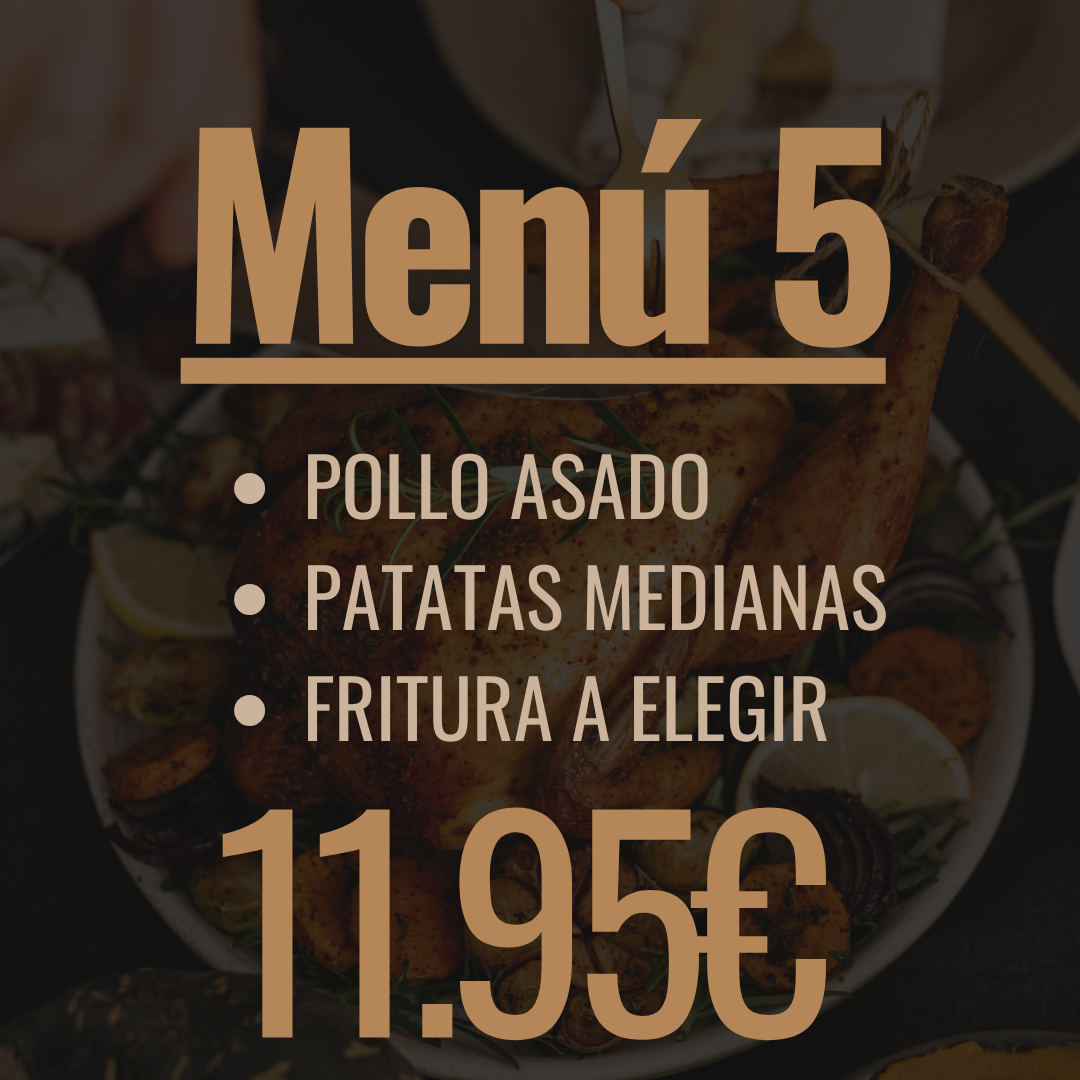 Menú 5
• POLLO ASADO
• PATATAS MEDIANAS
• FRITURA A ELEGIR
11.95€